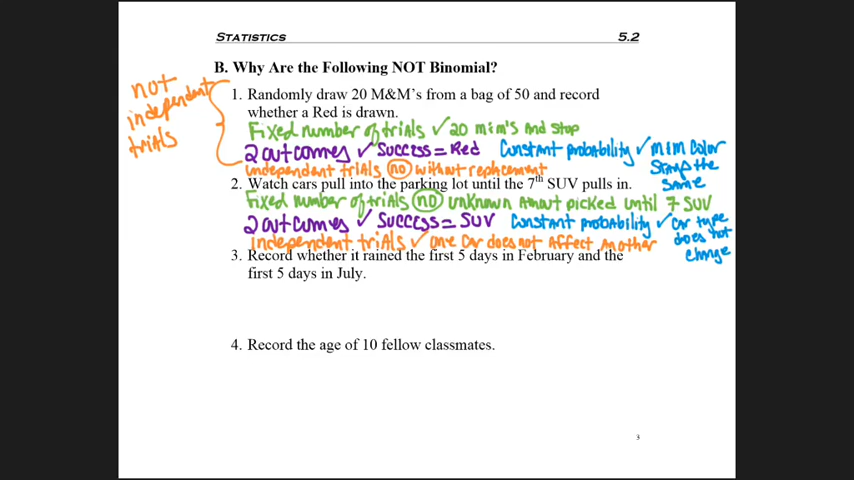 STATISTICS 5.2
B. Why Are the Following NOT Binomial?
not independent trials
1. Randomly draw 20 M&M's from a bag of 50 and record
whether a Red is drawn.
Fixed number of trials ✓ 20 m&m's and stop
2 outcomes ✓ Success = Red Constant probability ✓ m&m color stays the same
independent trials no without replacement
2. Watch cars pull into the parking lot until the 7th SUV pulls in.
Fixed number of trials no unknown amount picked until 7 SUV
2 outcomes ✓ Success = SUV Constant probability ✓ car type does not change
independent trials ✓ one car does not affect another
3. Record whether it rained the first 5 days in February and the
first 5 days in July.
4. Record the age of 10 fellow classmates.
3